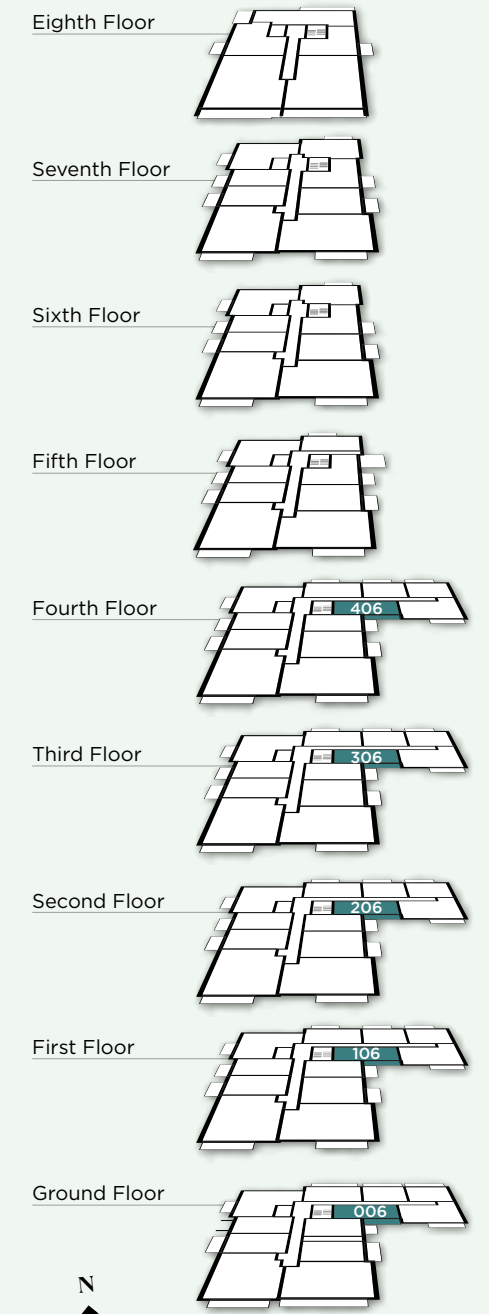 Eighth Floor
Seventh Floor
Sixth Floor
Fifth Floor
Fourth Floor
406
Third Floor
306
Second Floor
206
First Floor
106
Ground Floor
006
N